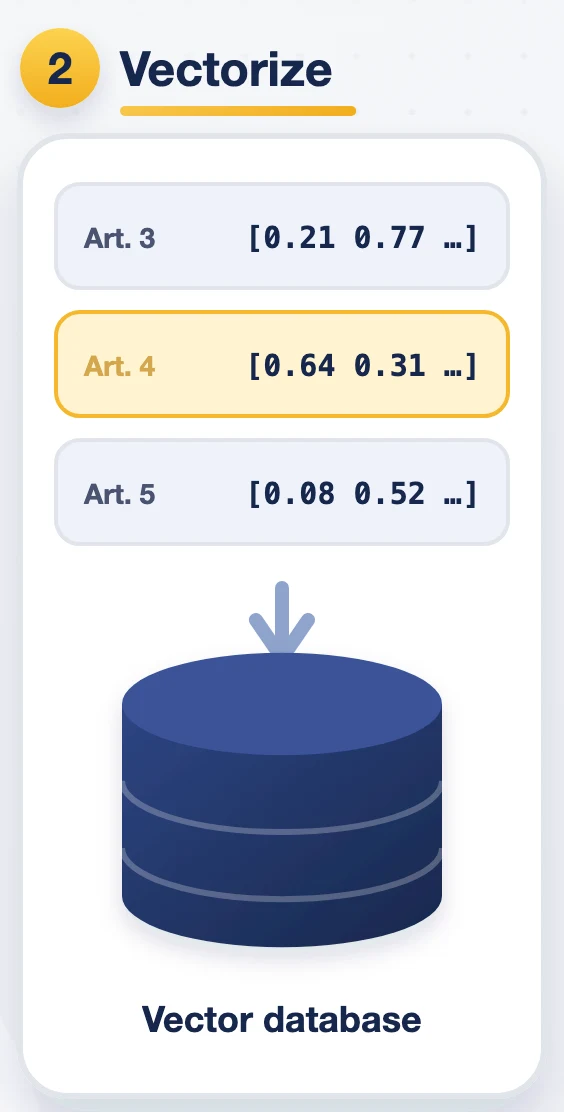 2 Vectorize
Art. 3 [0.21 0.77 …]
Art. 4 [0.64 0.31 …]
Art. 5 [0.08 0.52 …]
Vector database